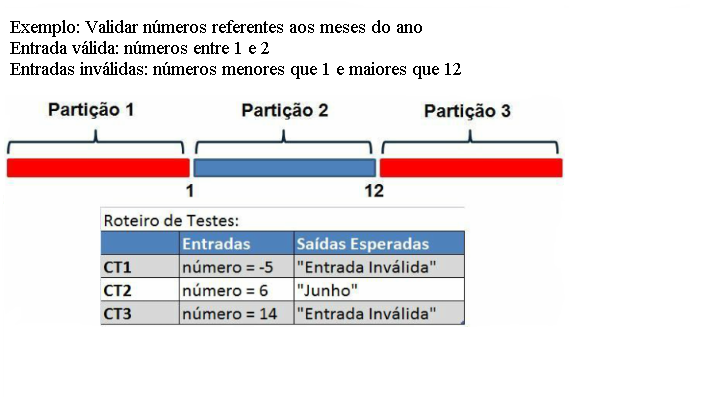 Exemplo: Validar números referentes aos meses do ano
Entrada válida: números entre 1 e 2
Entradas inválidas: números menores que 1 e maiores que 12
Partição 1 Partição 2 Partição 3
1 12
Roteiro de Testes:
Entradas Saídas Esperadas
CT1 número = -5 "Entrada Inválida"
CT2 número = 6 "Junho"
CT3 número = 14 "Entrada Inválida"